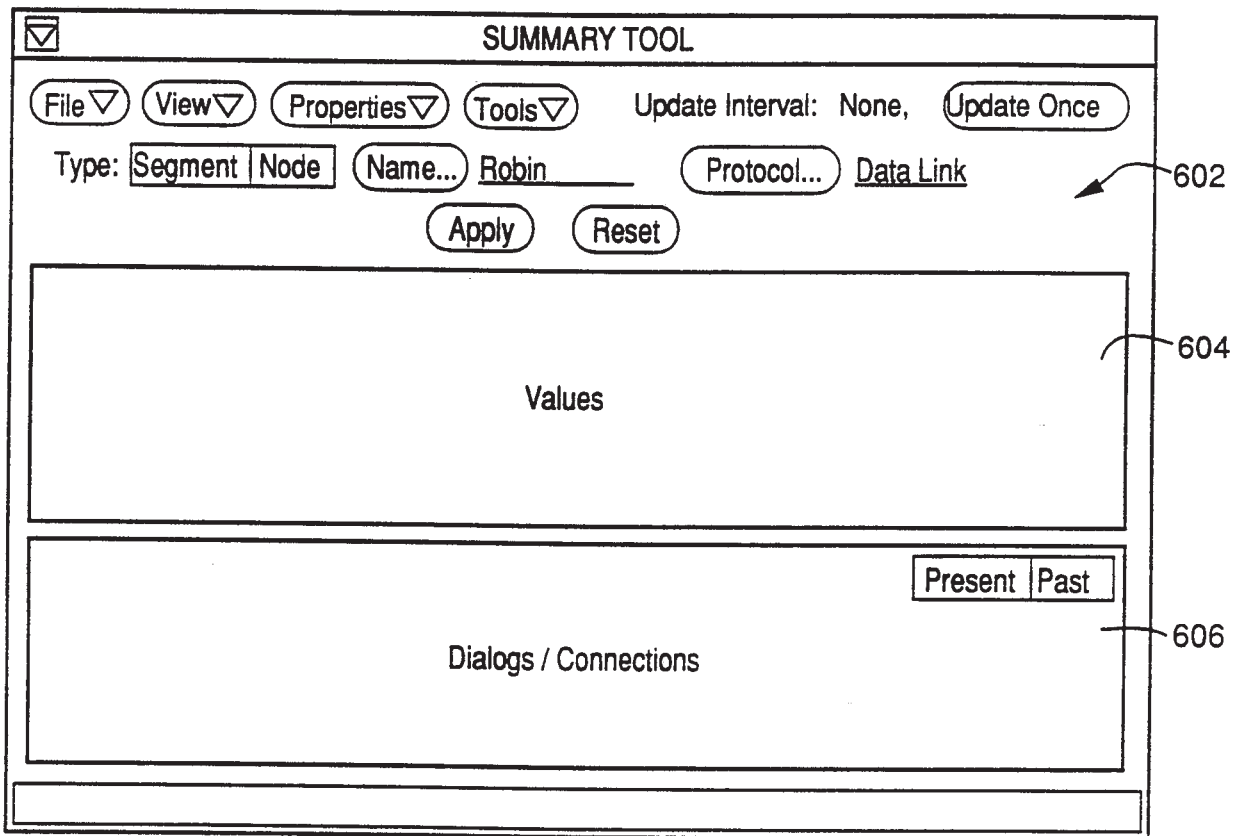 SUMMARY TOOL
File View Properties Tools Update Interval: None, Update Once
Type: Segment Node Name... Robin Protocol... Data Link
602
Apply Reset
604
Values
Present Past
606
Dialogs / Connections